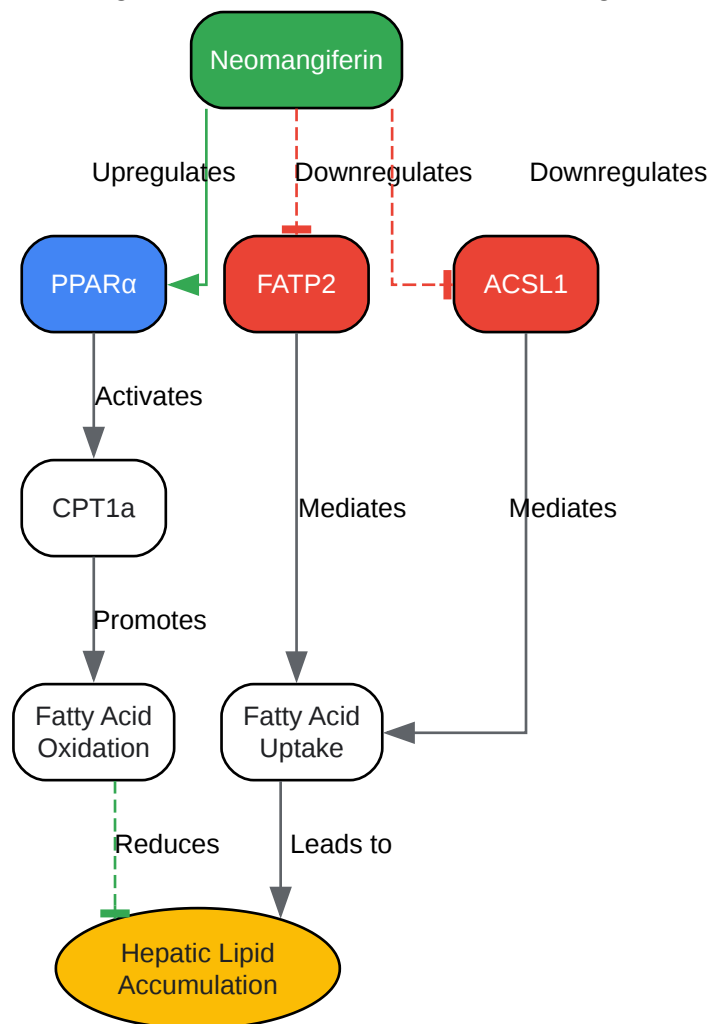 Neomangiferin
Upregulates
Downregulates
Downregulates
PPARα
FATP2
ACSL1
Activates
CPT1a
Mediates
Mediates
Promotes
Fatty Acid
Oxidation
Fatty Acid
Uptake
Reduces
Leads to
Hepatic Lipid
Accumulation